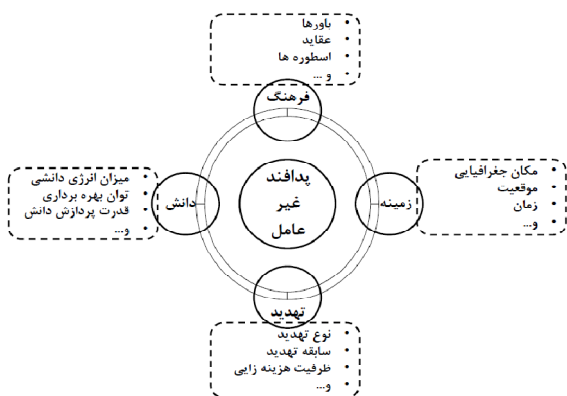 • باورها
• عقاید
• اسطوره ها
• و ...
فرهنگ
• مکان جغرافیایی
• موقعیت
• زمان
• و...
زمینه
پدافند
غیر
عامل
دانش
• میزان انرژی دانشی
• توان بهره برداری
• قدرت پردازش دانش
• و...
تهدید
• نوع تهدید
• سابقه تهدید
• ظرفیت هزینه زایی
• و...